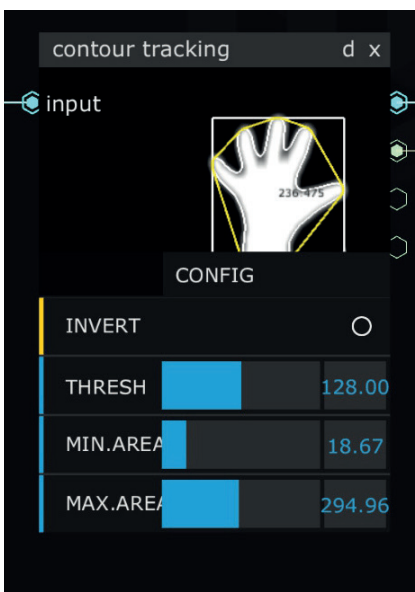 contour tracking d x
input
236.475
CONFIG
INVERT
THRESH 128.00
MIN.AREA 18.67
MAX.AREA 294.96